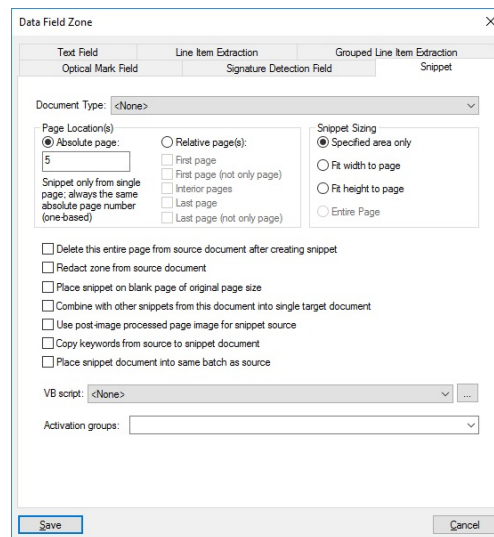 Data Field Zone
Text Field Line Item Extraction Grouped Line Item Extraction
Optical Mark Field Signature Detection Field Snippet
Document Type: <None>
Page Location(s)
Absolute page:
5
Snippet only from single
page; always the same
absolute page number
(one-based)
Relative page(s):
First page
First page (not only page)
Interior pages
Last page
Last page (not only page)
Snippet Sizing
Specified area only
Fit width to page
Fit height to page
Entire Page
Delete this entire page from source document after creating snippet
Redact zone from source document
Place snippet on blank page of original page size
Combine with other snippets from this document into single target document
Use post-image processed page image for snippet source
Copy keywords from source to snippet document
Place snippet document into same batch as source
VB script: <None> ...
Activation groups:
Save Cancel